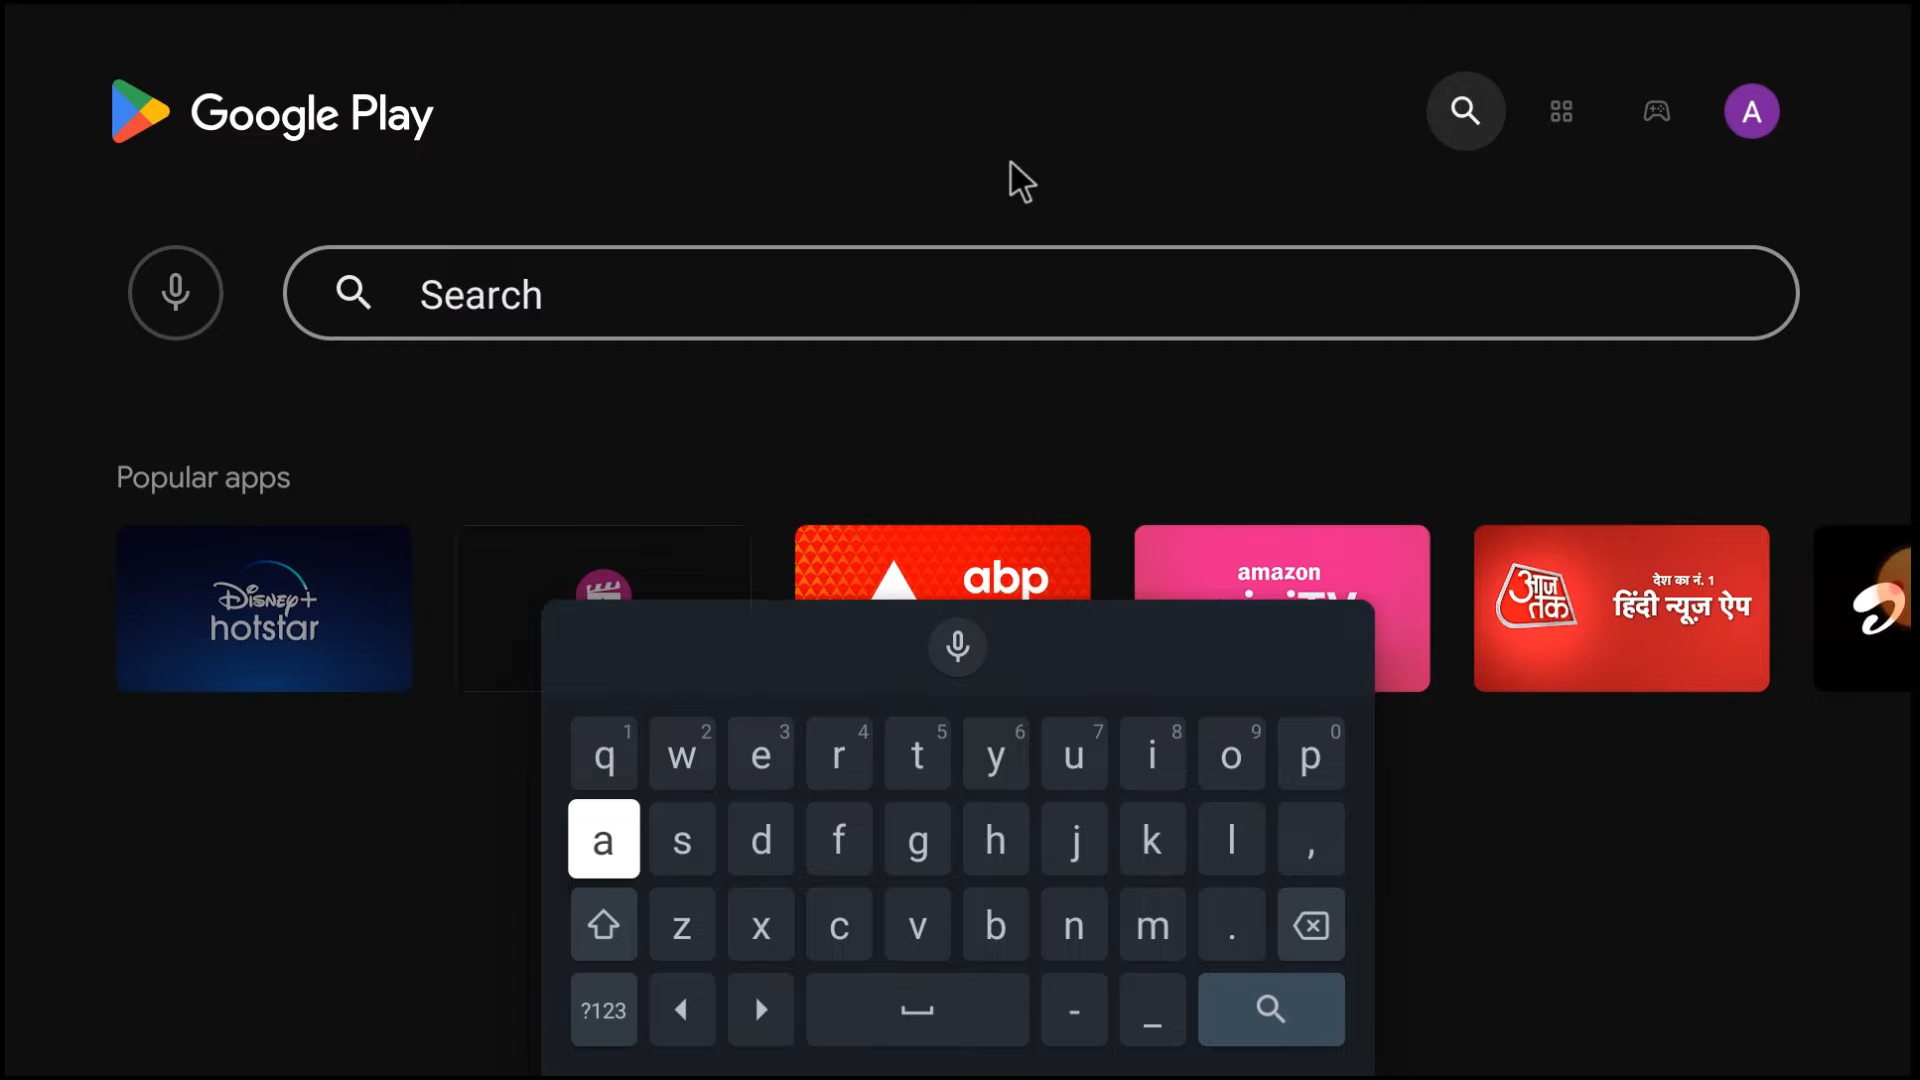 Google Play
A
Search
Popular apps
Disney+
hotstar
abp
amazon
आज
तक
देश का नं. 1
हिंदी न्यूज़ ऐप
q 1 w 2 e 3 r 4 t 5 y 6 u 7 i 8 o 9 p 0
a s d f g h j k l ,
z x c v b n m .
?123 - _